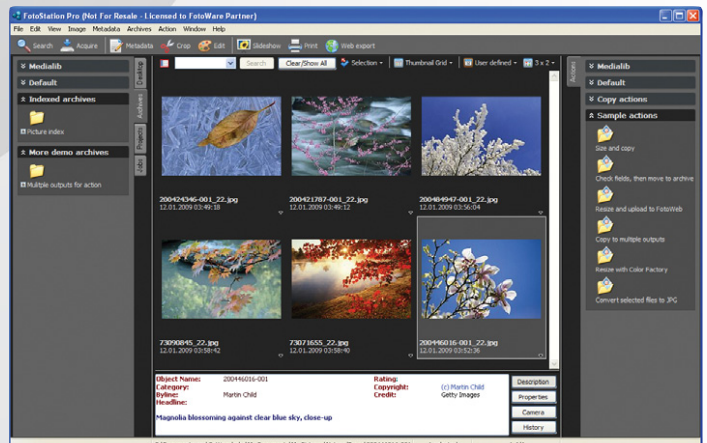 FotoStation Pro (Not For Resale - Licensed to FotoWare Partner)
File Edit View Image Metadata Archives Action Window Help
Search Acquire Metadata Crop Edit Slideshow Print Web export
Medialib
Default
Indexed archives
Picture index
More demo archives
Mulitple outputs for action
Desktop
Archives
Projects
Jobs
Search Clear/Show All Selection Thumbnail Grid User defined 3 x 2
200424346-001_22.jpg
12.01.2009 03:49:18
200421787-001_22.jpg
12.01.2009 03:49:12
200484947-001_22.jpg
12.01.2009 03:56:04
73090845_22.jpg
12.01.2009 03:58:42
73071655_22.jpg
12.01.2009 03:58:40
200446016-001_22.jpg
12.01.2009 03:52:36
Object Name: 200446016-001
Category:
Byline: Martin Child
Headline:
Rating:
Copyright: (c) Martin Child
Credit: Getty Images
Magnolia blossoming against clear blue sky, close-up
Description
Properties
Camera
History
Actions
Medialib
Default
Copy actions
Sample actions
Size and copy
Check fields, then move to archive
Resize and upload to FotoWeb
Copy to multiple outputs
Resize with Color Factory
Convert selected files to JPG